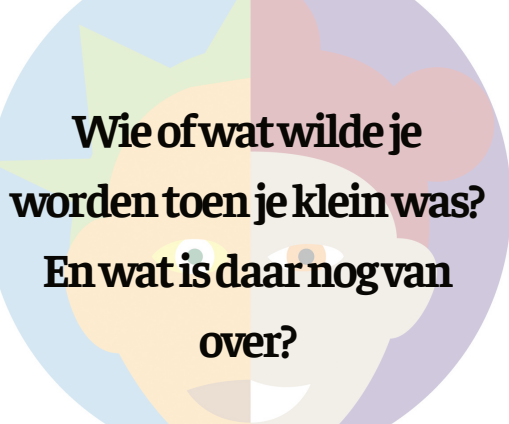 Wie of wat wilde je
worden toen je klein was?
En wat is daar nog van
over?